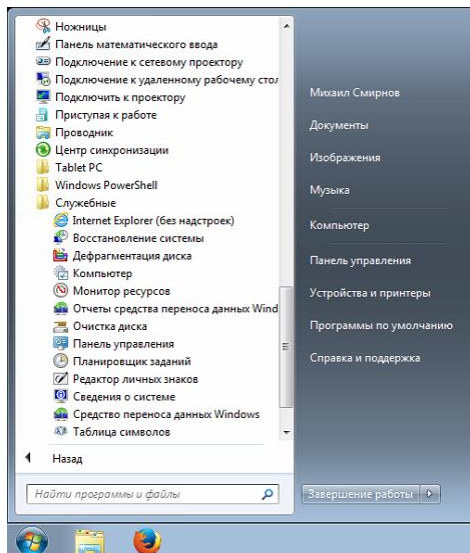 Ножницы
Панель математического ввода
Подключение к сетевому проектору
Подключение к удаленному рабочему стол
Подключить к проектору
Приступая к работе
Проводник
Центр синхронизации
Tablet PC
Windows PowerShell
Служебные
Internet Explorer (без надстроек)
Восстановление системы
Дефрагментация диска
Компьютер
Монитор ресурсов
Отчеты средства переноса данных Wind
Очистка диска
Панель управления
Планировщик заданий
Редактор личных знаков
Сведения о системе
Средство переноса данных Windows
Таблица символов
Назад
Найти программы и файлы
Михаил Смирнов
Документы
Изображения
Музыка
Компьютер
Панель управления
Устройства и принтеры
Программы по умолчанию
Справка и поддержка
Завершение работы